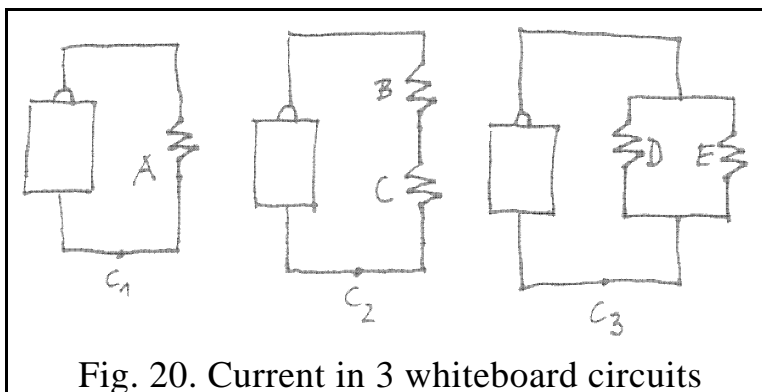 B
A
D
E
C
C₁
C₂
C₃
Fig. 20. Current in 3 whiteboard circuits